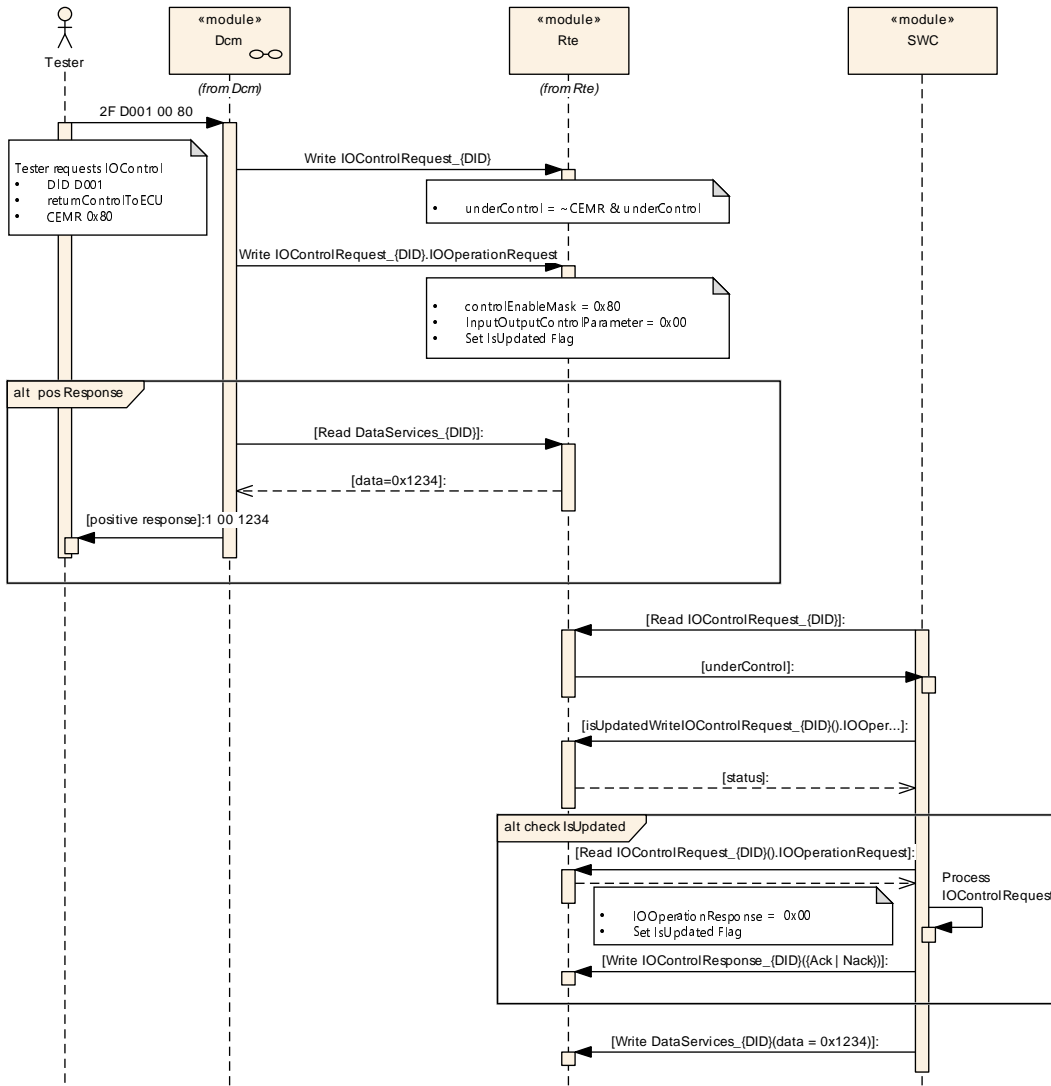 «module»
Dcm
«module»
Rte
«module»
SWC
Tester
(from Dcm)
(from Rte)
2F D001 00 80
Tester requests IOControl
• DID D001
• returnControlToECU
• CEMR 0x80
Write IOControlRequest_{DID}
• underControl = ~CEMR & underControl
Write IOControlRequest_{DID}.IOOperationRequest
• controlEnableMask = 0x80
• InputOutputControlParameter = 0x00
• Set IsUpdated Flag
alt pos Response
[Read DataServices_{DID}]:
[data=0x1234]:
[positive response]:1 00 1234
[Read IOControlRequest_{DID}]:
[underControl]:
[isUpdatedWriteIOControlRequest_{DID}().IOOper...]:
[status]:
alt check IsUpdated
[Read IOControlRequest_{DID}().IOOperationRequest]:
Process
IOControlRequest
• IOOperationResponse = 0x00
• Set IsUpdated Flag
[Write IOControlResponse_{DID}({Ack | Nack})]:
[Write DataServices_{DID}(data = 0x1234)]: